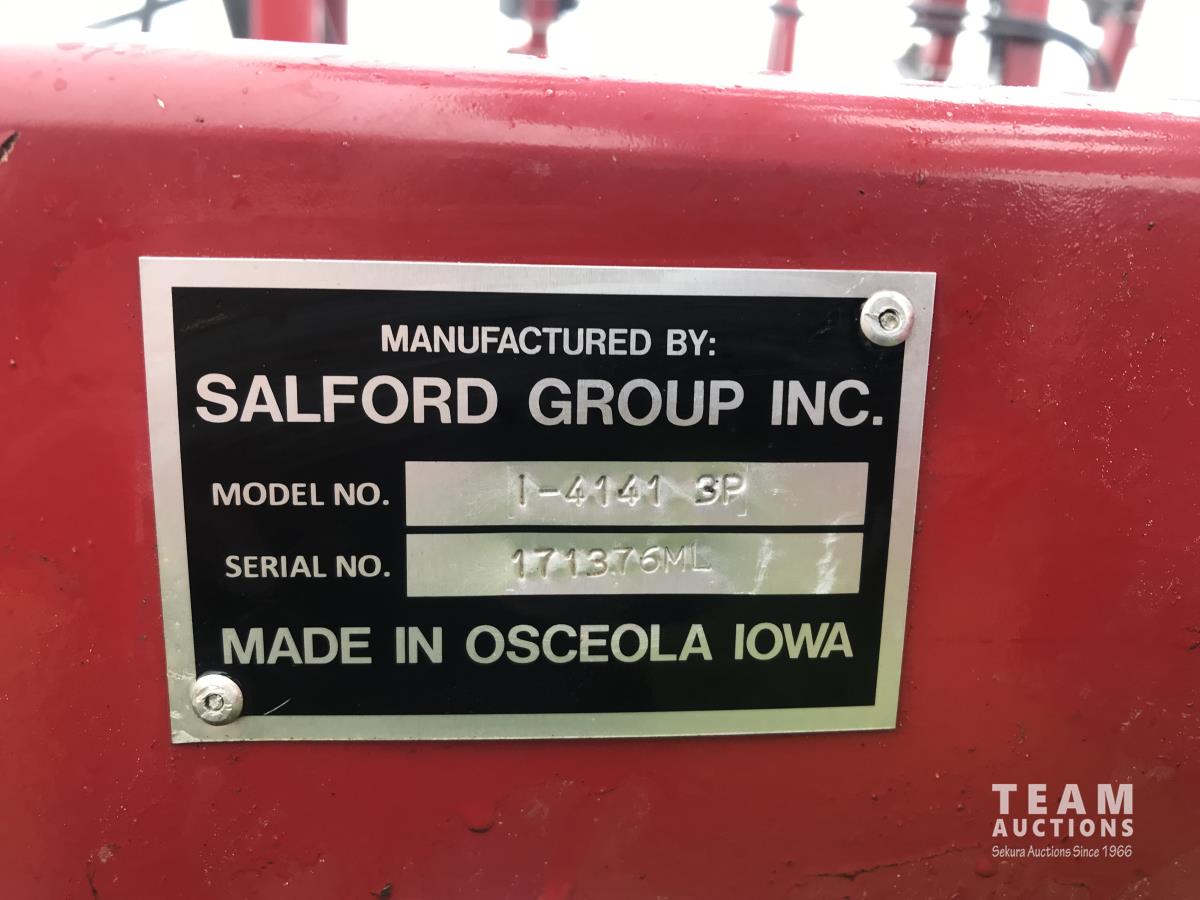 MANUFACTURED BY:
SALFORD GROUP INC.
MODEL NO. I-4141 3P
SERIAL NO. 171376ML
MADE IN OSCEOLA IOWA
TEAM
AUCTIONS
Sekura Auctions Since 1966